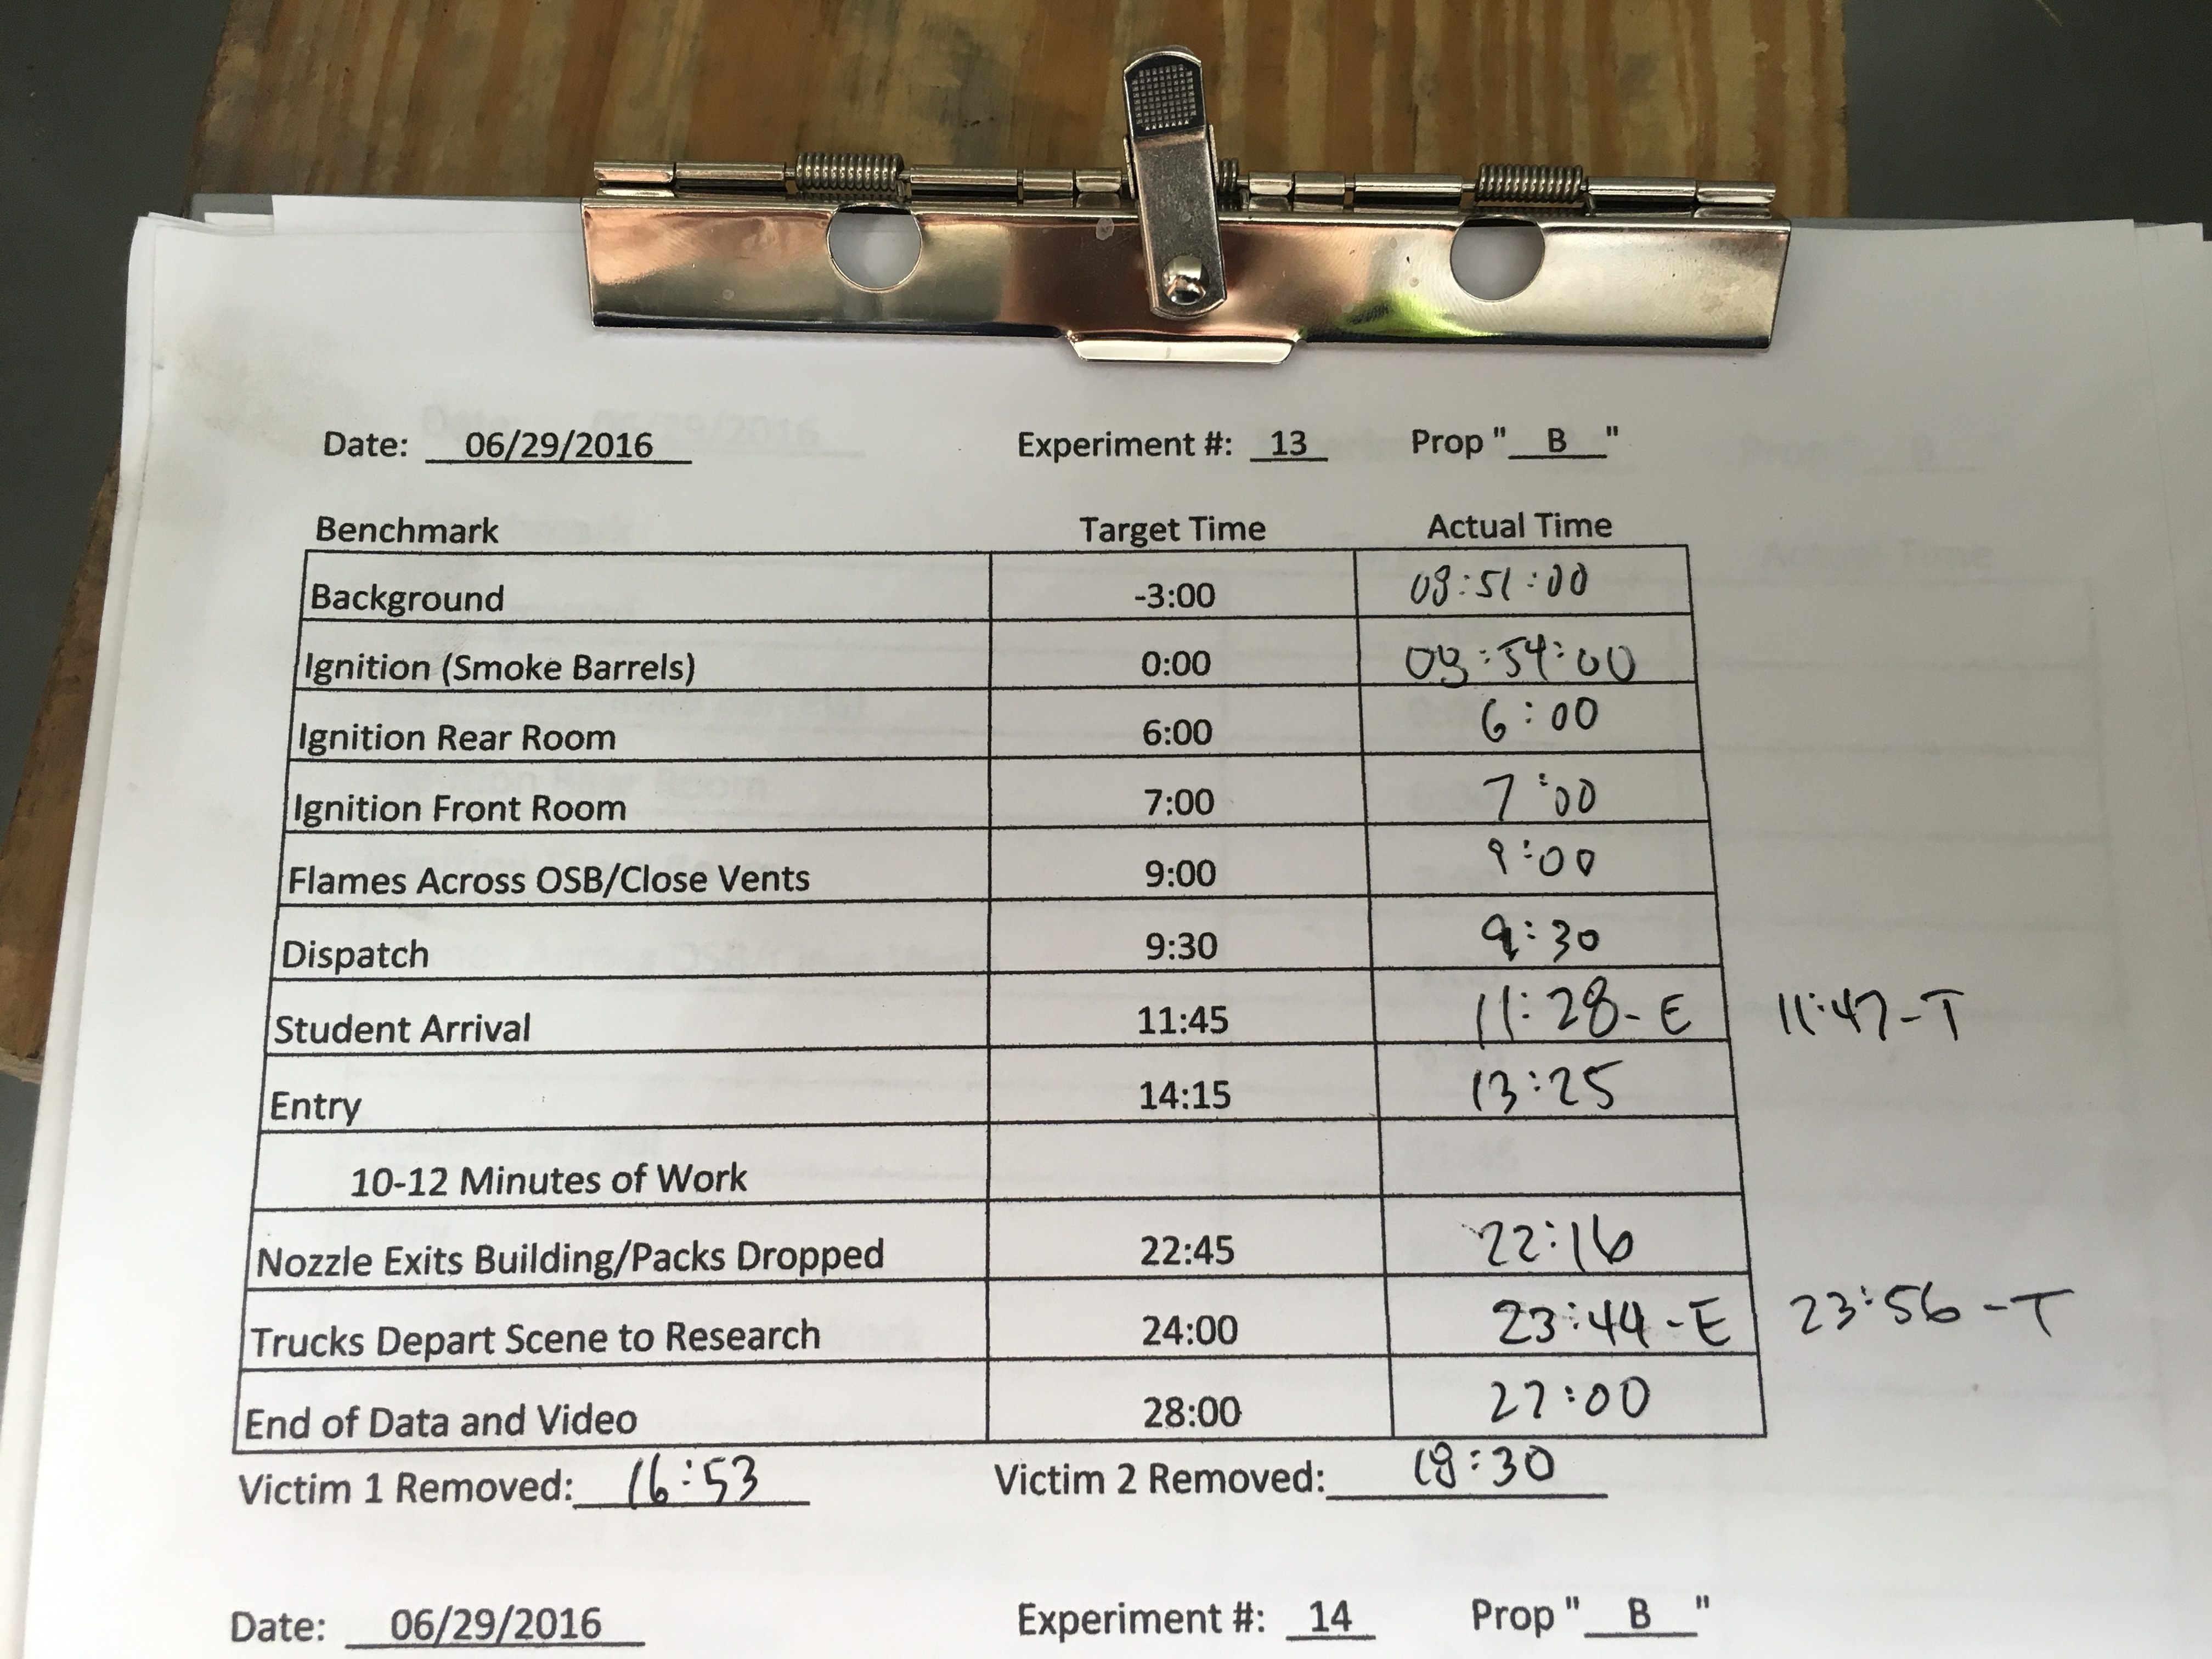 Date: 06/29/2016 Experiment #: 13 Prop " B "
Benchmark Target Time Actual Time
Background -3:00 08:51:00
Ignition (Smoke Barrels) 0:00 08:54:00
Ignition Rear Room 6:00 6:00
Ignition Front Room 7:00 7:00
Flames Across OSB/Close Vents 9:00 9:00
Dispatch 9:30 9:30
Student Arrival 11:45 11:28-E 11:47-T
Entry 14:15 13:25
10-12 Minutes of Work
Nozzle Exits Building/Packs Dropped 22:45 22:16
Trucks Depart Scene to Research 24:00 23:44-E 23:56-T
End of Data and Video 28:00 27:00
Victim 1 Removed: 16:53 Victim 2 Removed: 18:30
Date: 06/29/2016 Experiment #: 14 Prop " B "